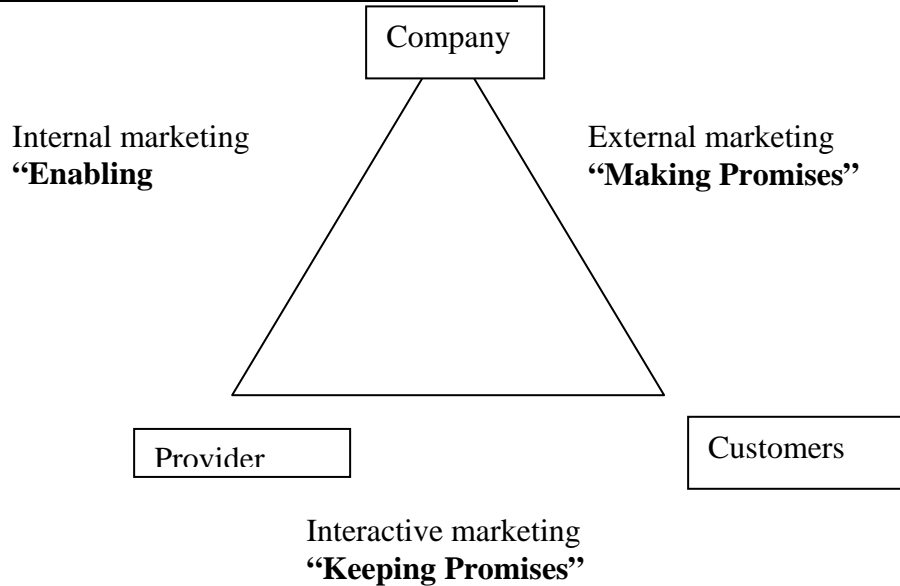 Company
Internal marketing
“Enabling
External marketing
“Making Promises”
Provider
Customers
Interactive marketing
“Keeping Promises”